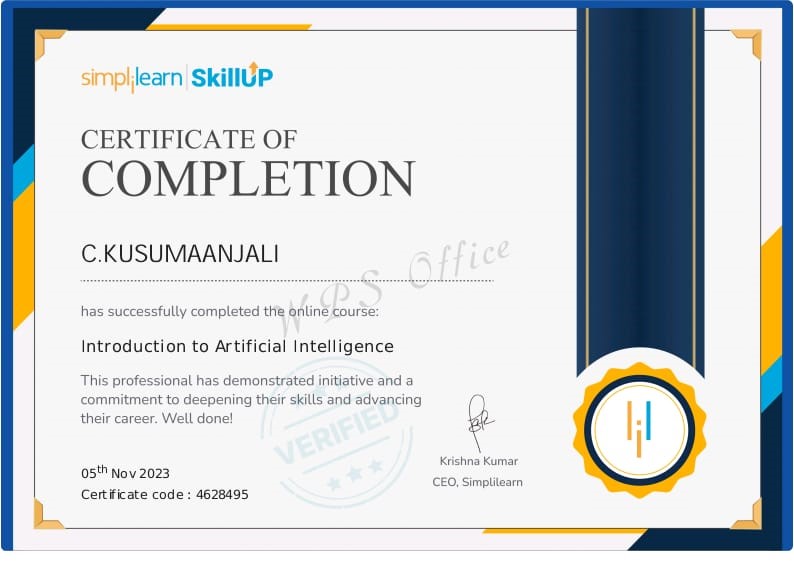 simplilearn | SkillUP
CERTIFICATE OF
COMPLETION
C.KUSUMAANJALI
WPS Office
has successfully completed the online course:
Introduction to Artificial Intelligence
This professional has demonstrated initiative and a
commitment to deepening their skills and advancing
their career. Well done!
VERIFIED
Krishna Kumar
CEO, Simplilearn
05th Nov 2023
Certificate code : 4628495